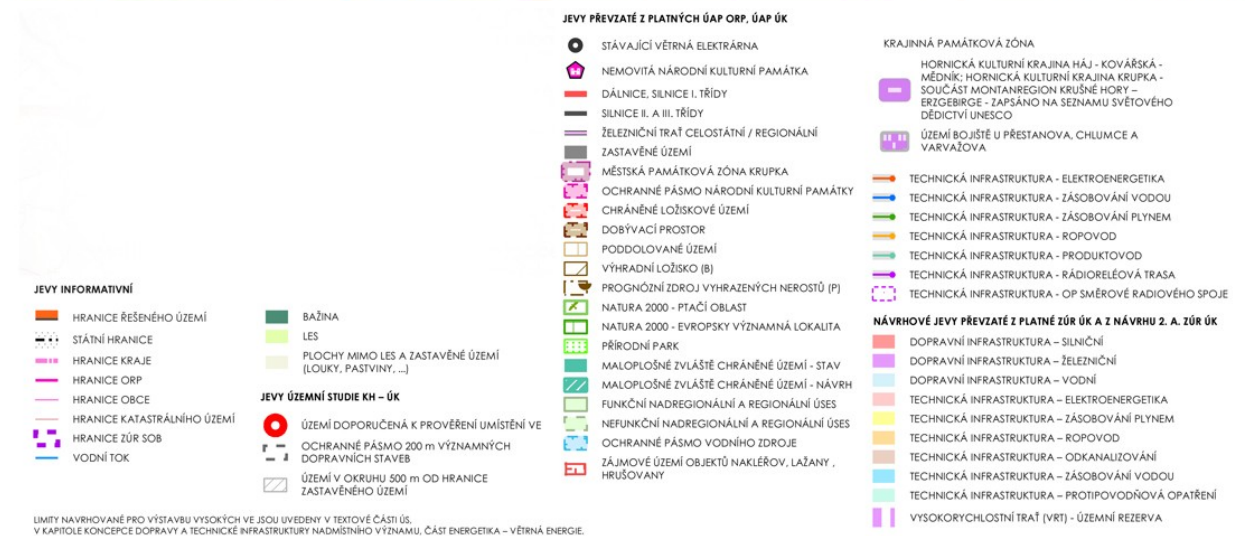 JEVY INFORMATIVNÍ
HRANICE ŘEŠENÉHO ÚZEMÍ
STÁTNÍ HRANICE
HRANICE KRAJE
HRANICE ORP
HRANICE OBCE
HRANICE KATASTRÁLNÍHO ÚZEMÍ
HRANICE ZÚR SOB
VODNÍ TOK
BAŽINA
LES
PLOCHY MIMO LES A ZASTAVĚNÉ ÚZEMÍ
(LOUKY, PASTVINY, ...)
JEVY ÚZEMNÍ STUDIE KH – ÚK
ÚZEMÍ DOPORUČENÁ K PROVĚŘENÍ UMÍSTĚNÍ VE
OCHRANNÉ PÁSMO 200 m VÝZNAMNÝCH
DOPRAVNÍCH STAVEB
ÚZEMÍ V OKRUHU 500 m OD HRANICE
ZASTAVĚNÉHO ÚZEMÍ
LIMITY NAVRHOVANÉ PRO VÝSTAVBU VYSOKÝCH VE JSOU UVEDENY V TEXTOVÉ ČÁSTI ÚS,
V KAPITOLE KONCEPCE DOPRAVY A TECHNICKÉ INFRASTRUKTURY NADMÍSTNÍHO VÝZNAMU, ČÁST ENERGETIKA – VĚTRNÁ ENERGIE.
JEVY PŘEVZATÉ Z PLATNÝCH ÚAP ORP, ÚAP ÚK
STÁVAJÍCÍ VĚTRNÁ ELEKTRÁRNA
NEMOVITÁ NÁRODNÍ KULTURNÍ PAMÁTKA
DÁLNICE, SILNICE I. TŘÍDY
SILNICE II. A III. TŘÍDY
ŽELEZNIČNÍ TRAŤ CELOSTÁTNÍ / REGIONÁLNÍ
ZASTAVĚNÉ ÚZEMÍ
MĚSTSKÁ PAMÁTKOVÁ ZÓNA KRUPKA
OCHRANNÉ PÁSMO NÁRODNÍ KULTURNÍ PAMÁTKY
CHRÁNĚNÉ LOŽISKOVÉ ÚZEMÍ
DOBÝVACÍ PROSTOR
PODDOLOVANÉ ÚZEMÍ
VÝHRADNÍ LOŽISKO (B)
PROGNÓZNÍ ZDROJ VYHRAZENÝCH NEROSTŮ (P)
NATURA 2000 - PTAČÍ OBLAST
NATURA 2000 - EVROPSKY VÝZNAMNÁ LOKALITA
PŘÍRODNÍ PARK
MALOPLOŠNÉ ZVLÁŠTĚ CHRÁNĚNÉ ÚZEMÍ - STAV
MALOPLOŠNÉ ZVLÁŠTĚ CHRÁNĚNÉ ÚZEMÍ - NÁVRH
FUNKČNÍ NADREGIONÁLNÍ A REGIONÁLNÍ ÚSES
NEFUNKČNÍ NADREGIONÁLNÍ A REGIONÁLNÍ ÚSES
OCHRANNÉ PÁSMO VODNÍHO ZDROJE
ZÁJMOVÉ ÚZEMÍ OBJEKTŮ NAKLÉŘOV, LAŽANY ,
HRUŠOVANY
KRAJINNÁ PAMÁTKOVÁ ZÓNA
HORNICKÁ KULTURNÍ KRAJINA HÁJ - KOVÁŘSKÁ -
MĚDNÍK; HORNICKÁ KULTURNÍ KRAJINA KRUPKA -
SOUČÁST MONTANREGION KRUŠNÉ HORY –
ERZGEBIRGE - ZAPSÁNO NA SEZNAMU SVĚTOVÉHO
DĚDICTVÍ UNESCO
ÚZEMÍ BOJIŠTĚ U PŘESTANOVA, CHLUMCE A
VARVAŽOVA
TECHNICKÁ INFRASTRUKTURA - ELEKTROENERGETIKA
TECHNICKÁ INFRASTRUKTURA - ZÁSOBOVÁNÍ VODOU
TECHNICKÁ INFRASTRUKTURA - ZÁSOBOVÁNÍ PLYNEM
TECHNICKÁ INFRASTRUKTURA - ROPOVOD
TECHNICKÁ INFRASTRUKTURA - PRODUKTOVOD
TECHNICKÁ INFRASTRUKTURA - RÁDIORELÉOVÁ TRASA
TECHNICKÁ INFRASTRUKTURA - OP SMĚROVÉ RADIOVÉHO SPOJE
NÁVRHOVÉ JEVY PŘEVZATÉ Z PLATNÉ ZÚR ÚK A Z NÁVRHU 2. A. ZÚR ÚK
DOPRAVNÍ INFRASTRUKTURA – SILNIČNÍ
DOPRAVNÍ INFRASTRUKTURA – ŽELEZNIČNÍ
DOPRAVNÍ INFRASTRUKTURA – VODNÍ
TECHNICKÁ INFRASTRUKTURA – ELEKTROENERGETIKA
TECHNICKÁ INFRASTRUKTURA – ZÁSOBOVÁNÍ PLYNEM
TECHNICKÁ INFRASTRUKTURA – ROPOVOD
TECHNICKÁ INFRASTRUKTURA – ODKANALIZOVÁNÍ
TECHNICKÁ INFRASTRUKTURA – ZÁSOBOVÁNÍ VODOU
TECHNICKÁ INFRASTRUKTURA – PROTIPOVODŇOVÁ OPATŘENÍ
VYSOKORYCHLOSTNÍ TRAŤ (VRT) - ÚZEMNÍ REZERVA